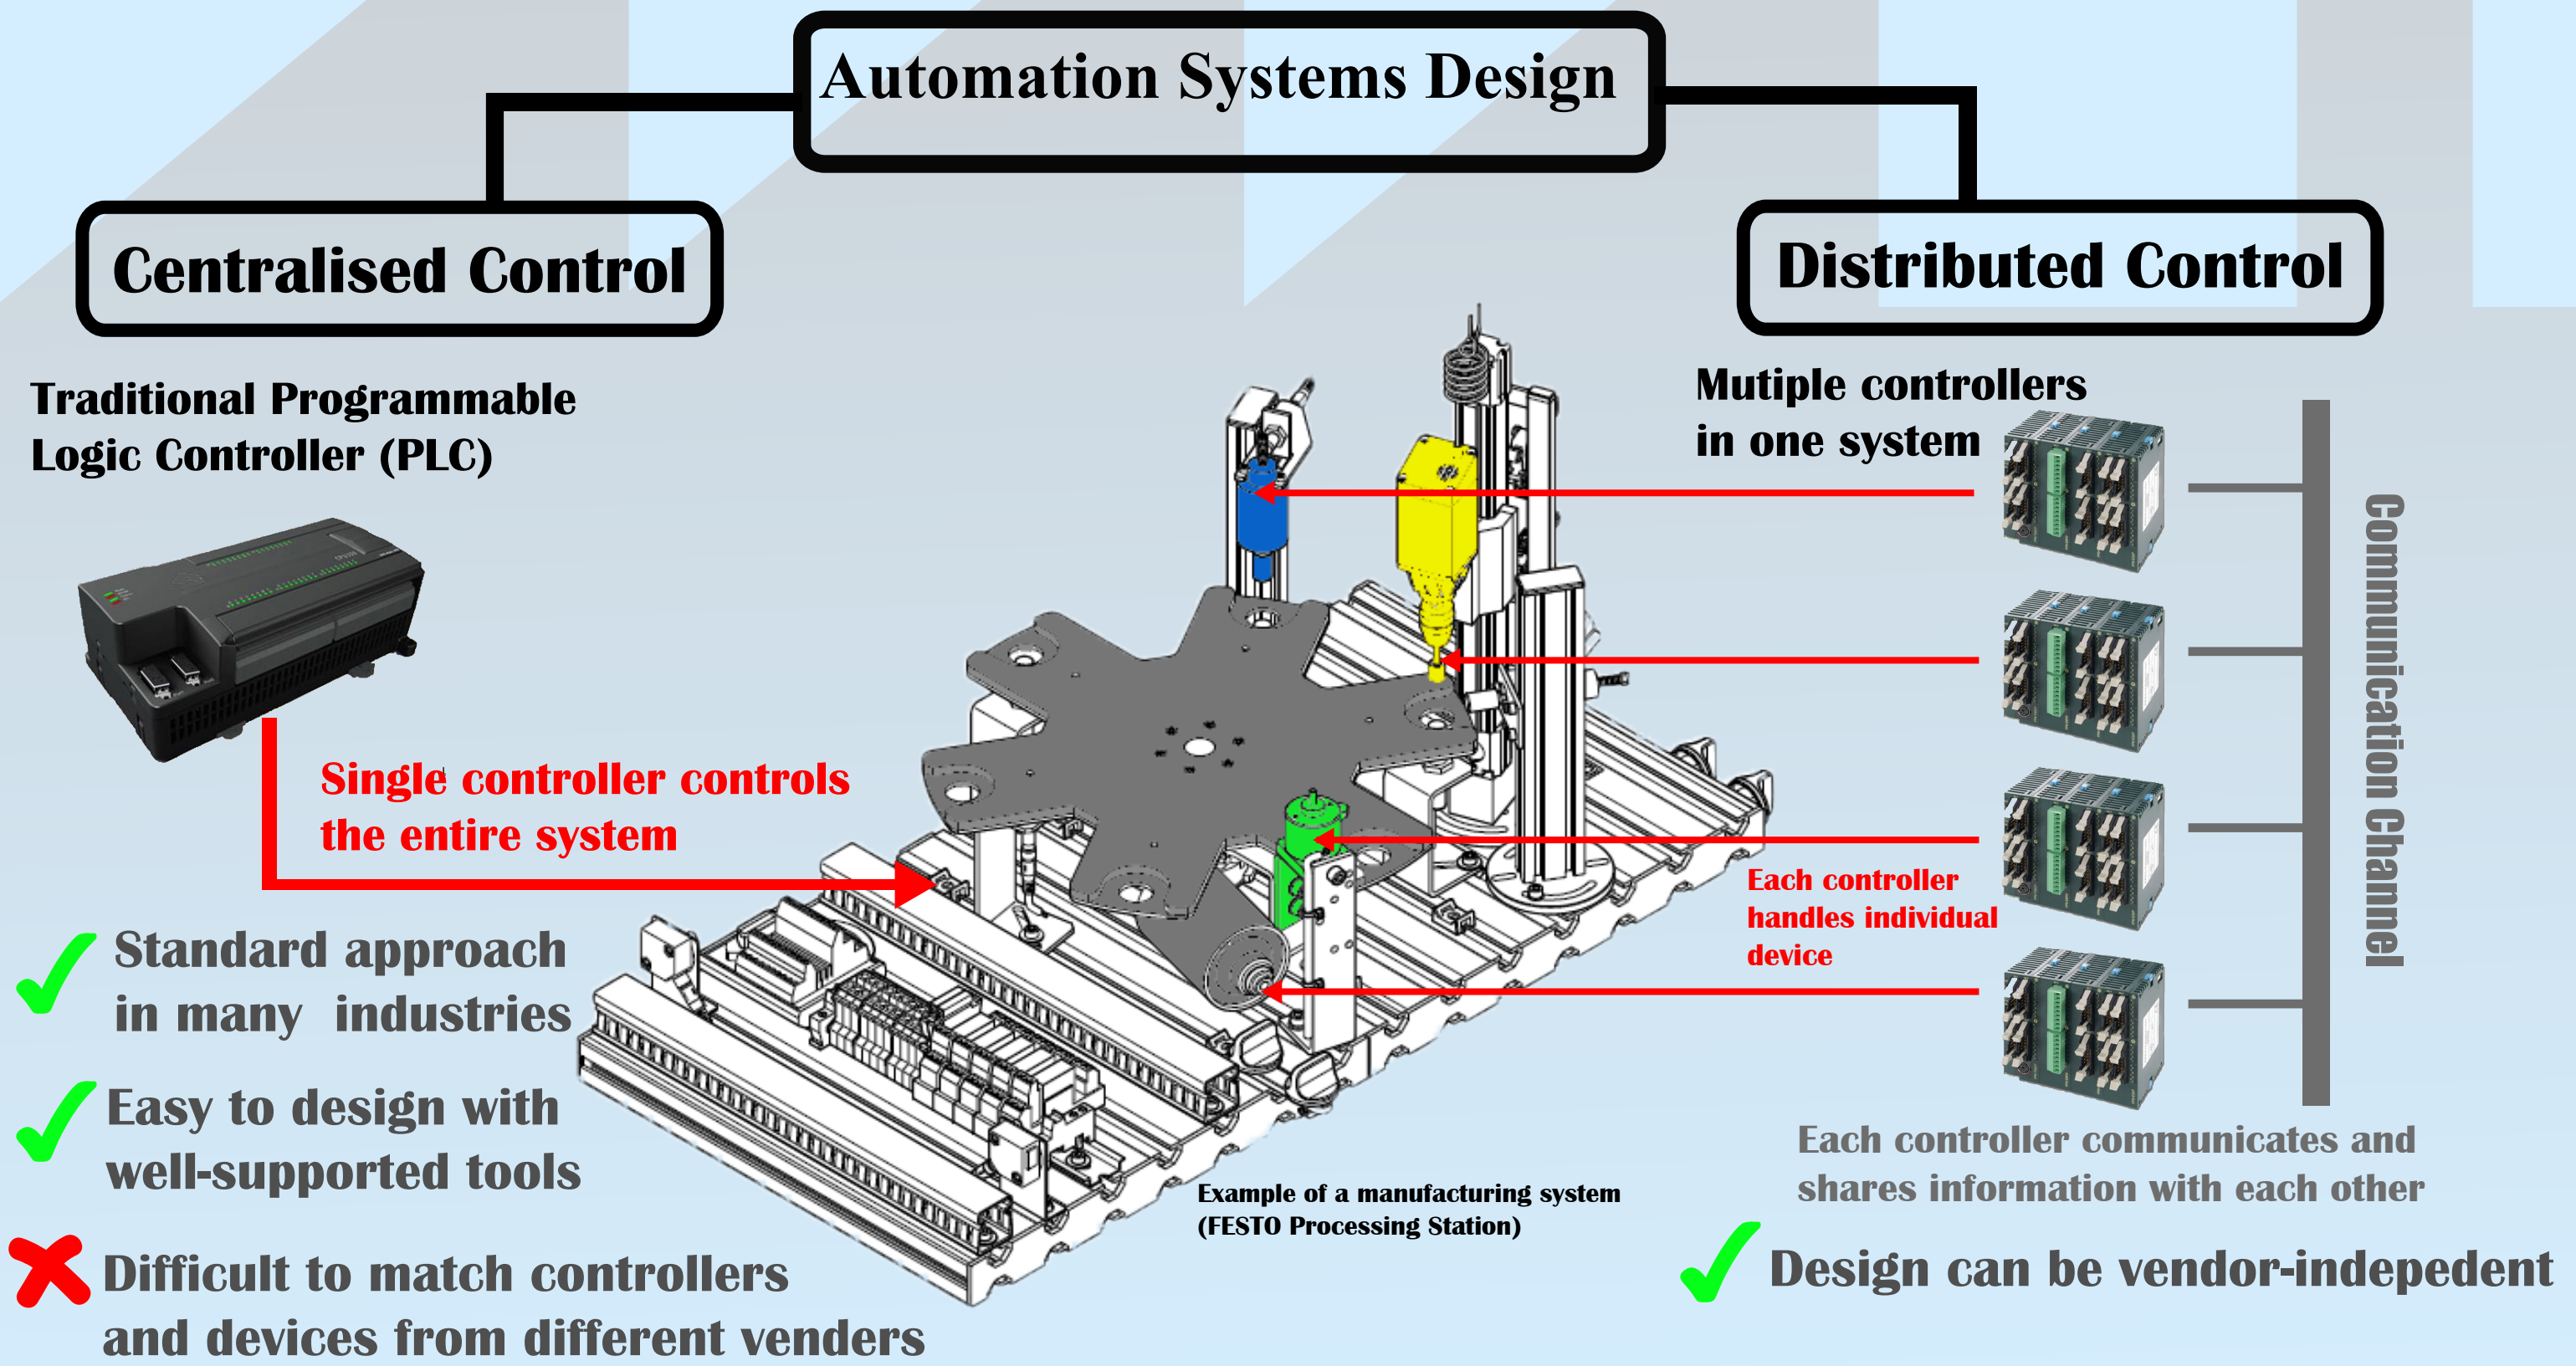 Automation Systems Design
Centralised Control
Distributed Control
Traditional Programmable
Logic Controller (PLC)
Single controller controls
the entire system
Standard approach
in many industries
Easy to design with
well-supported tools
Difficult to match controllers
and devices from different venders
Example of a manufacturing system
(FESTO Processing Station)
Mutiple controllers
in one system
Each controller
handles individual
device
Communication Channel
Each controller communicates and
shares information with each other
Design can be vendor-indepedent